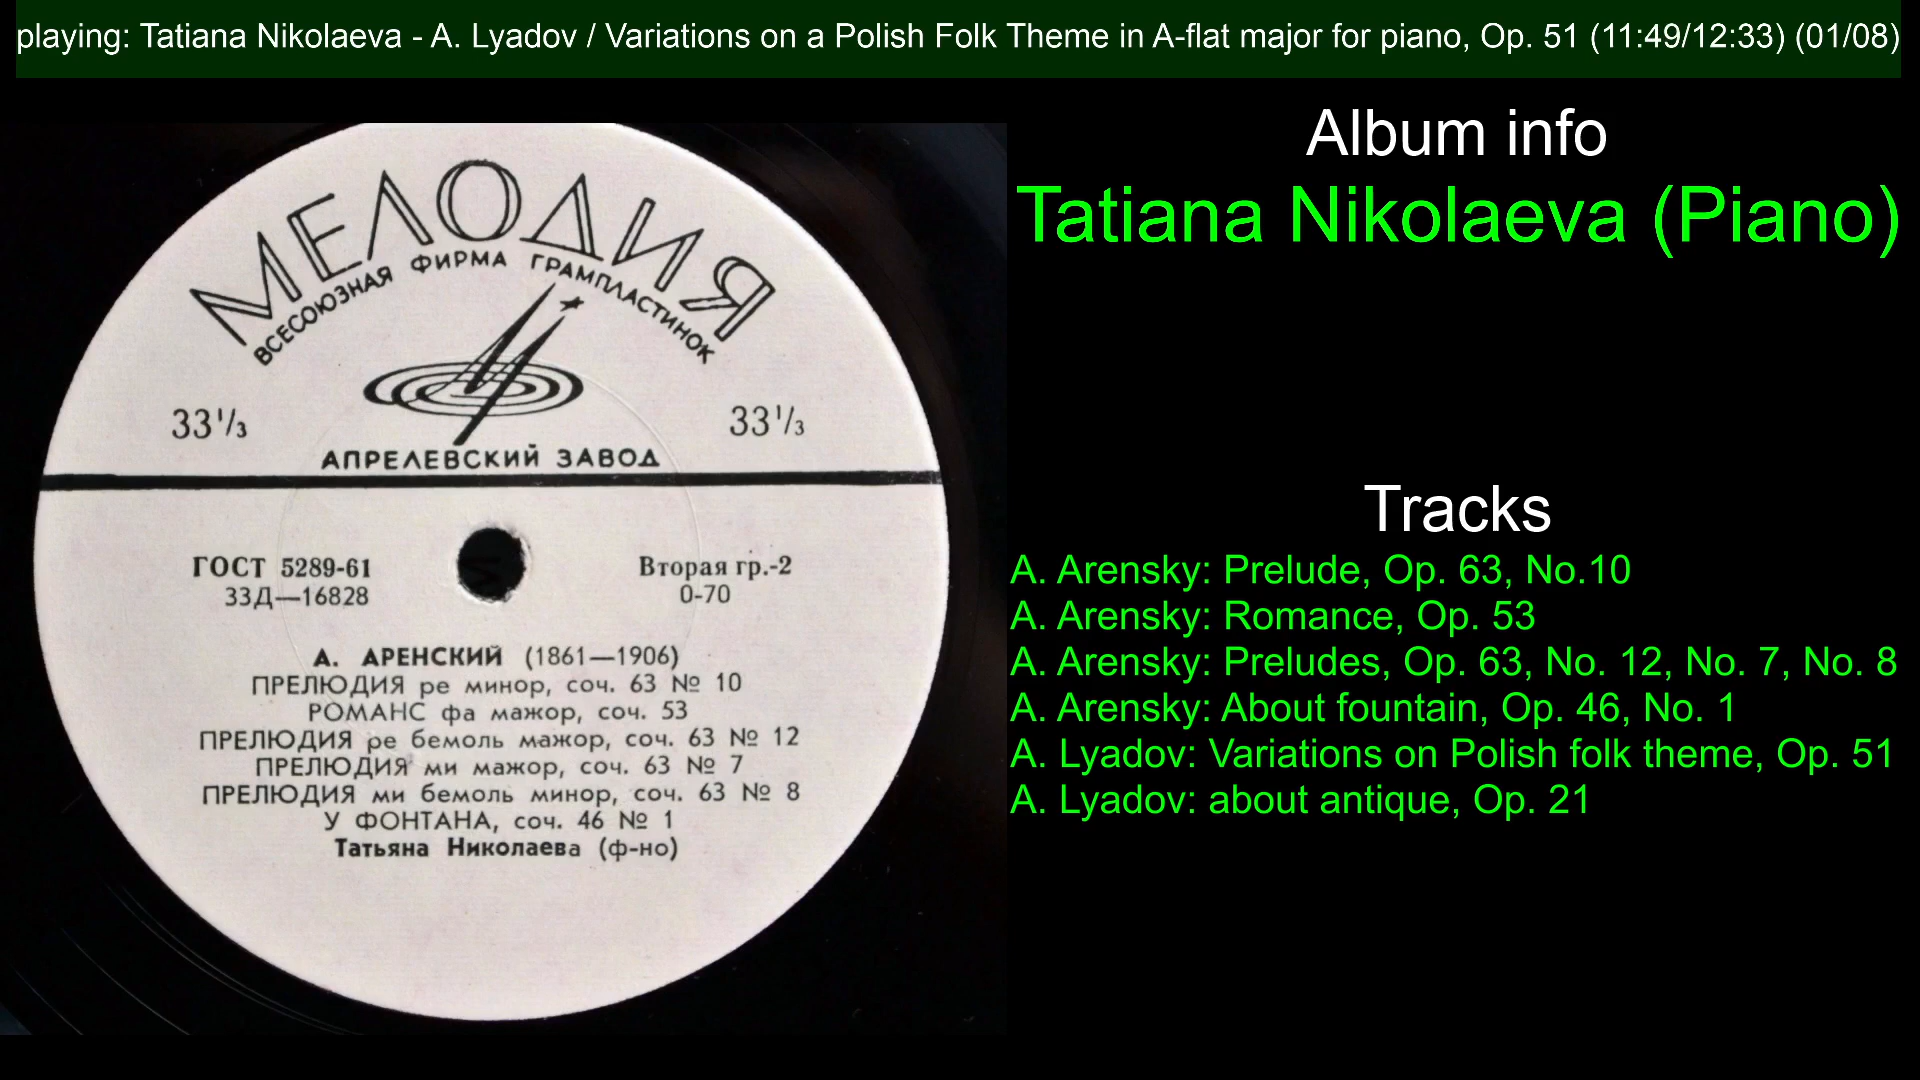 playing: Tatiana Nikolaeva - A. Lyadov / Variations on a Polish Folk Theme in A-flat major for piano, Op. 51 (11:49/12:33) (01/08)
МЕЛОДИЯ
ВСЕСОЮЗНАЯ ФИРМА ГРАМПЛАСТИНОК
33 1/3
33 1/3
АПРЕЛЕВСКИЙ ЗАВОД
ГОСТ 5289-61
33Д—16828
Вторая гр.-2
0-70
А. АРЕНСКИЙ (1861—1906)
ПРЕЛЮДИЯ ре минор, соч. 63 № 10
РОМАНС фа мажор, соч. 53
ПРЕЛЮДИЯ ре бемоль мажор, соч. 63 № 12
ПРЕЛЮДИЯ ми мажор, соч. 63 № 7
ПРЕЛЮДИЯ ми бемоль минор, соч. 63 № 8
У ФОНТАНА, соч. 46 № 1
Татьяна Николаева (ф-но)
Album info
Tatiana Nikolaeva (Piano)
Tracks
A. Arensky: Prelude, Op. 63, No.10
A. Arensky: Romance, Op. 53
A. Arensky: Preludes, Op. 63, No. 12, No. 7, No. 8
A. Arensky: About fountain, Op. 46, No. 1
A. Lyadov: Variations on Polish folk theme, Op. 51
A. Lyadov: about antique, Op. 21